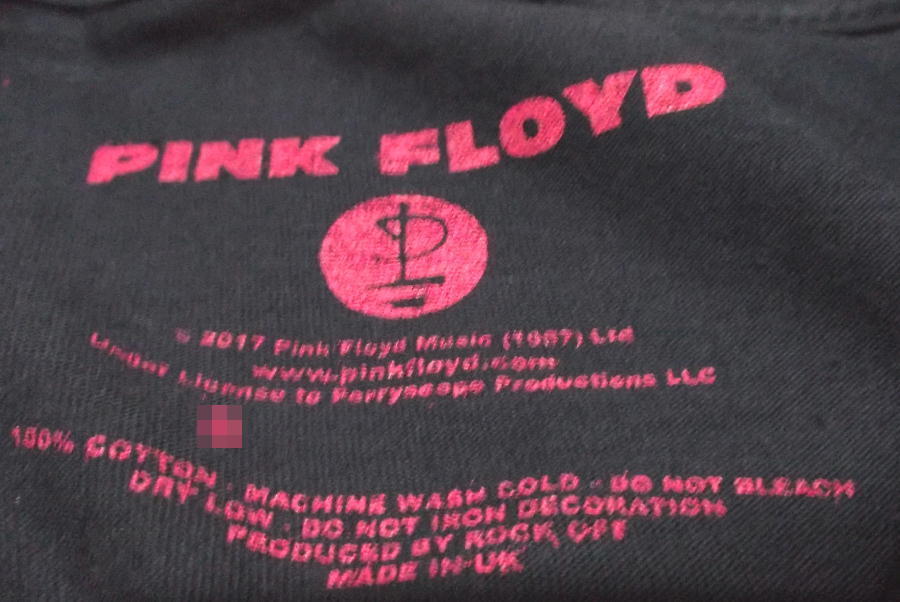 PINK FLOYD
© 2017 Pink Floyd Music (1987) Ltd
www.pinkfloyd.com
Under License to Perryscope Productions LLC
100% COTTON - MACHINE WASH COLD - DO NOT BLEACH
DRY LOW - DO NOT IRON DECORATION
PRODUCED BY ROCK OFF
MADE IN UK